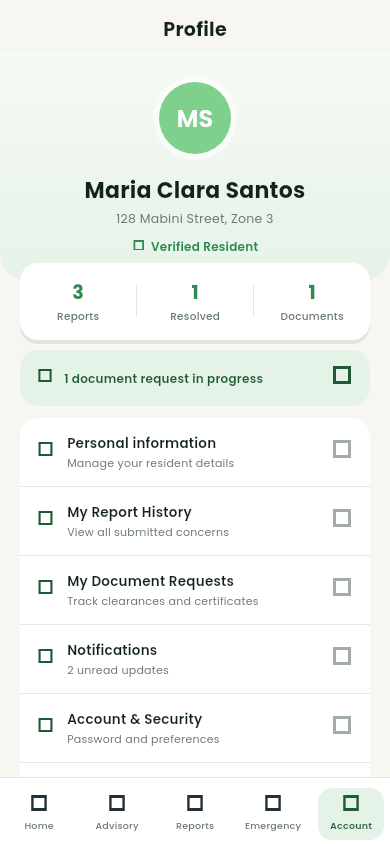 Profile
MS
Maria Clara Santos
128 Mabini Street, Zone 3
Verified Resident
3
Reports
1
Resolved
1
Documents
1 document request in progress
Personal information
Manage your resident details
My Report History
View all submitted concerns
My Document Requests
Track clearances and certificates
Notifications
2 unread updates
Account & Security
Password and preferences
Home
Advisory
Reports
Emergency
Account